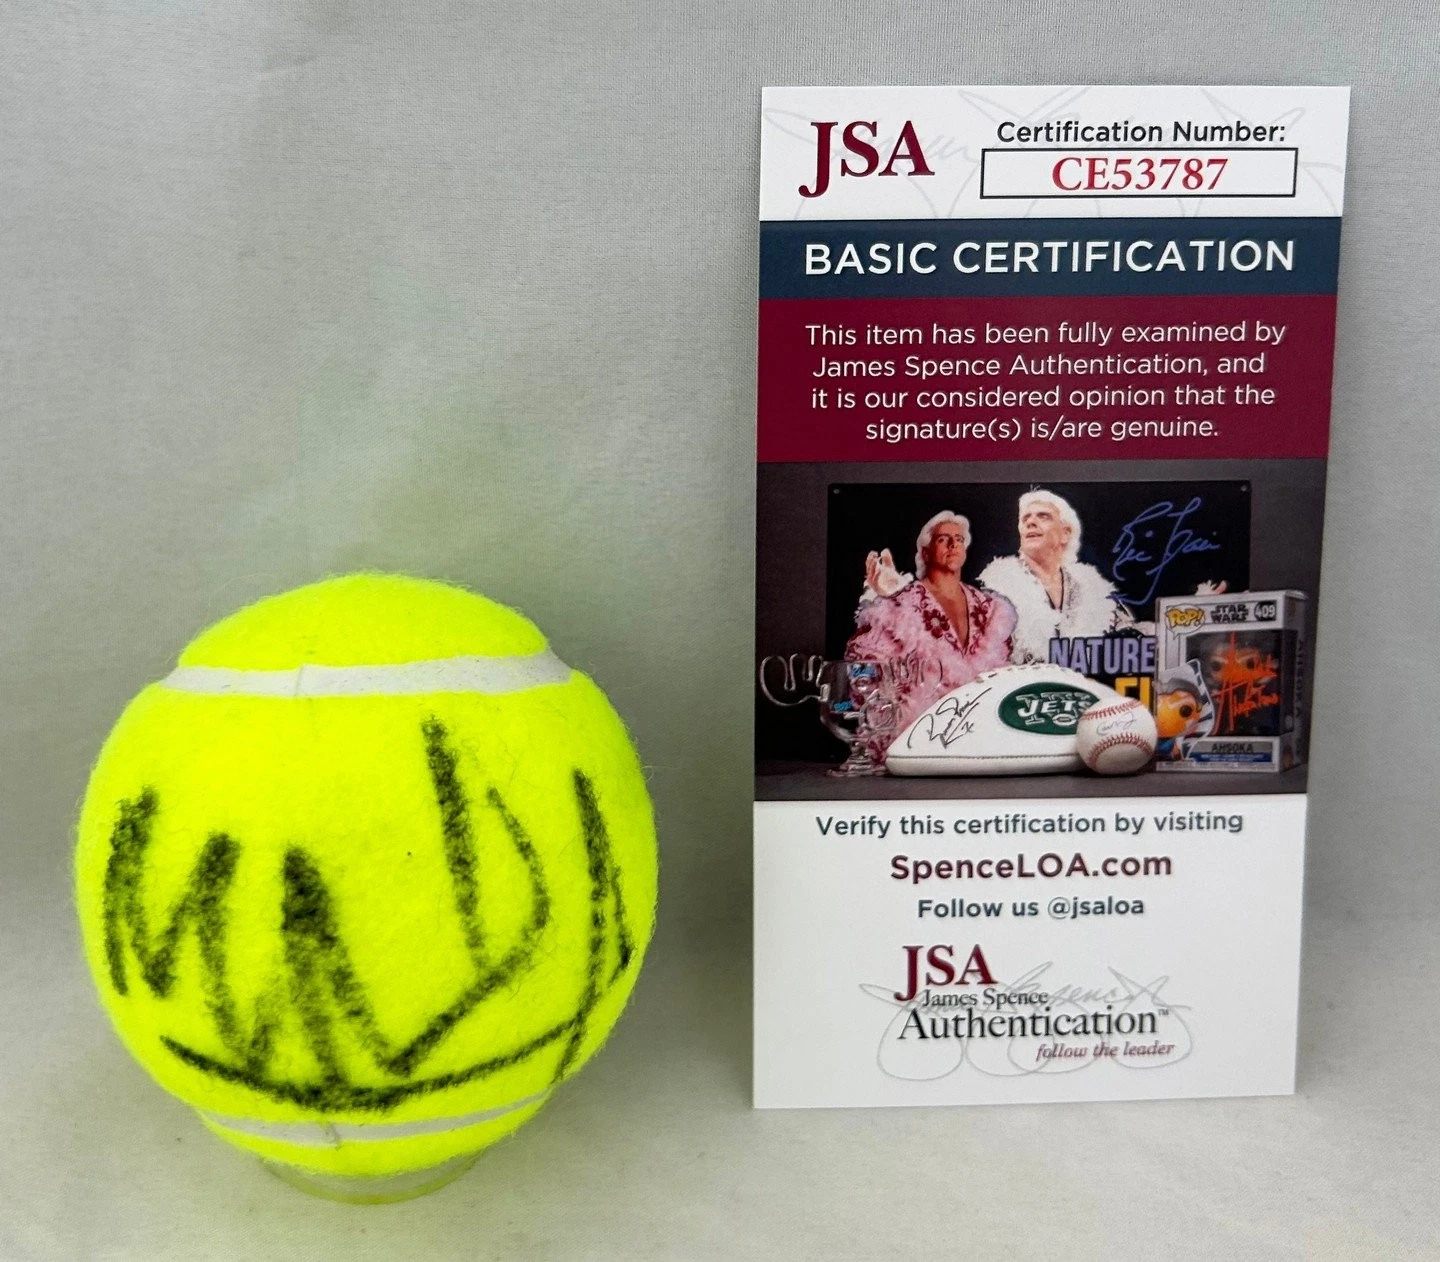 JSA
Certification Number:
CE53787
BASIC CERTIFICATION
This item has been fully examined by
James Spence Authentication, and
it is our considered opinion that the
signature(s) is/are genuine.
POP!
STAR
WARS
409
NATURE
JETS
AHSOKA
Verify this certification by visiting
SpenceLOA.com
Follow us @jsaloa
JSA
James Spence
Authentication™
follow the leader